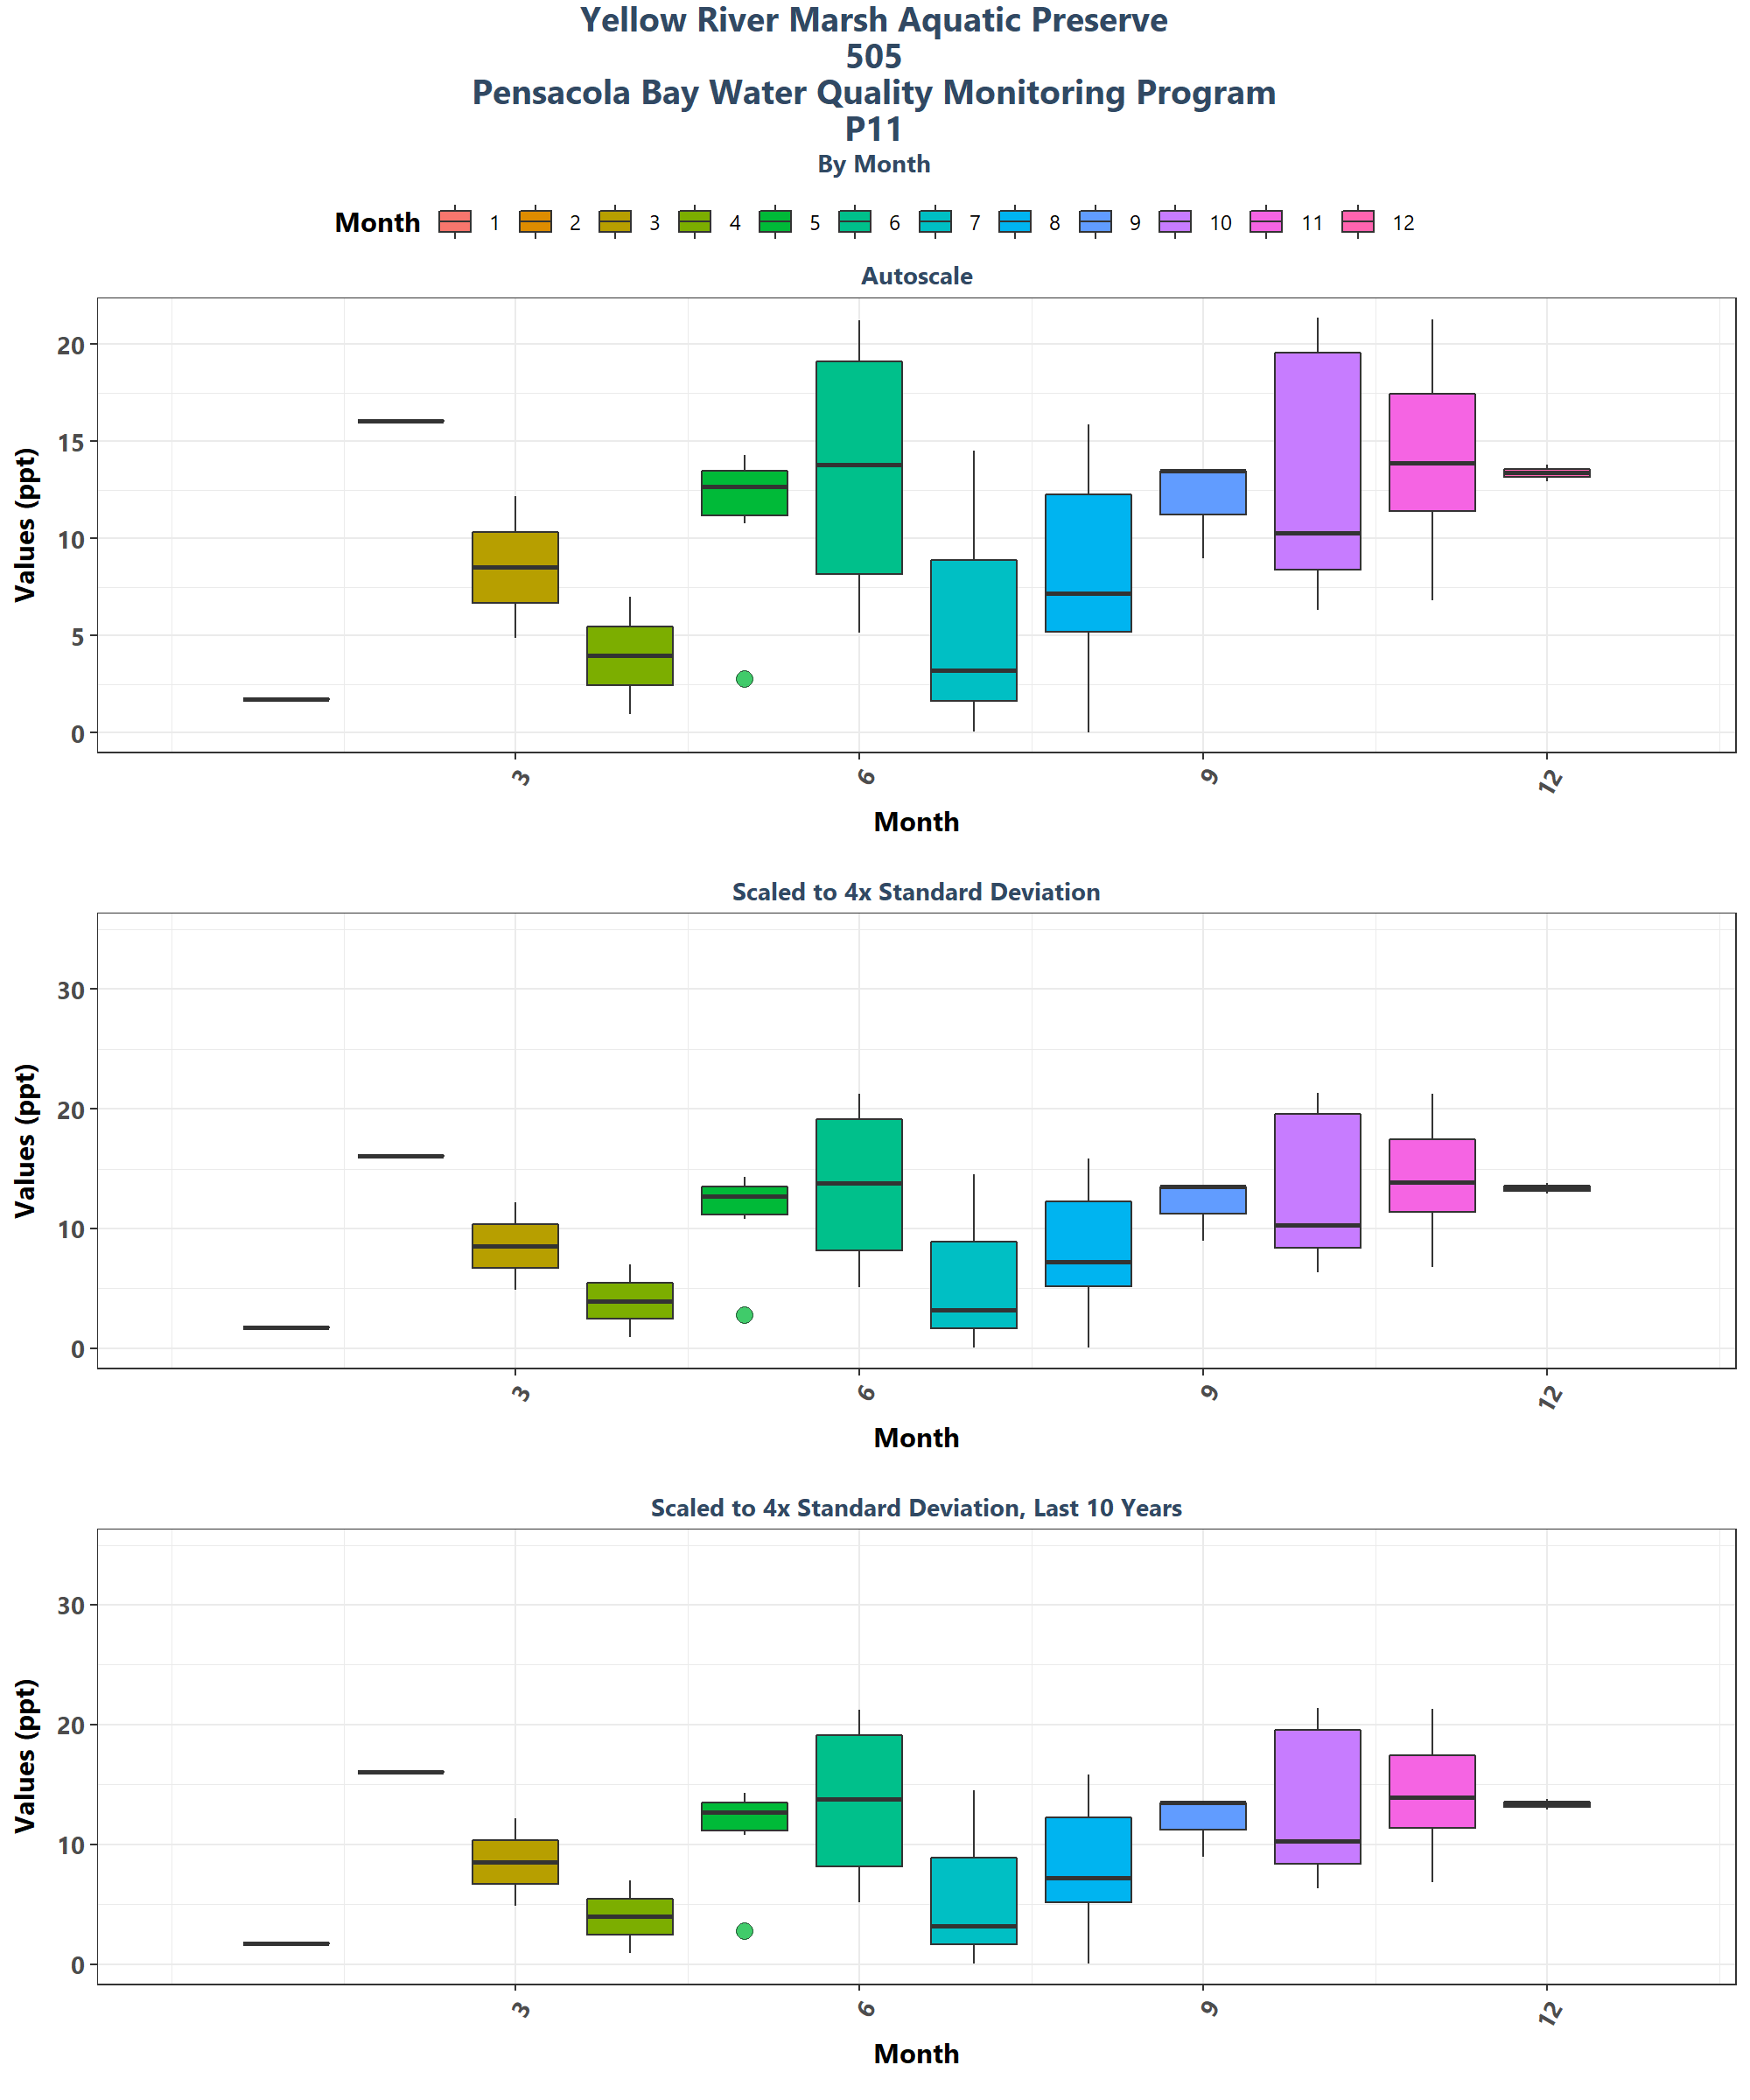 Yellow River Marsh Aquatic Preserve
505
Pensacola Bay Water Quality Monitoring Program
P11
By Month
Month 1 2 3 4 5 6 7 8 9 10 11 12
Autoscale
Values (ppt)
20
15
10
5
0
3 6 9 12
Month
Scaled to 4x Standard Deviation
Values (ppt)
30
20
10
0
3 6 9 12
Month
Scaled to 4x Standard Deviation, Last 10 Years
Values (ppt)
30
20
10
0
3 6 9 12
Month